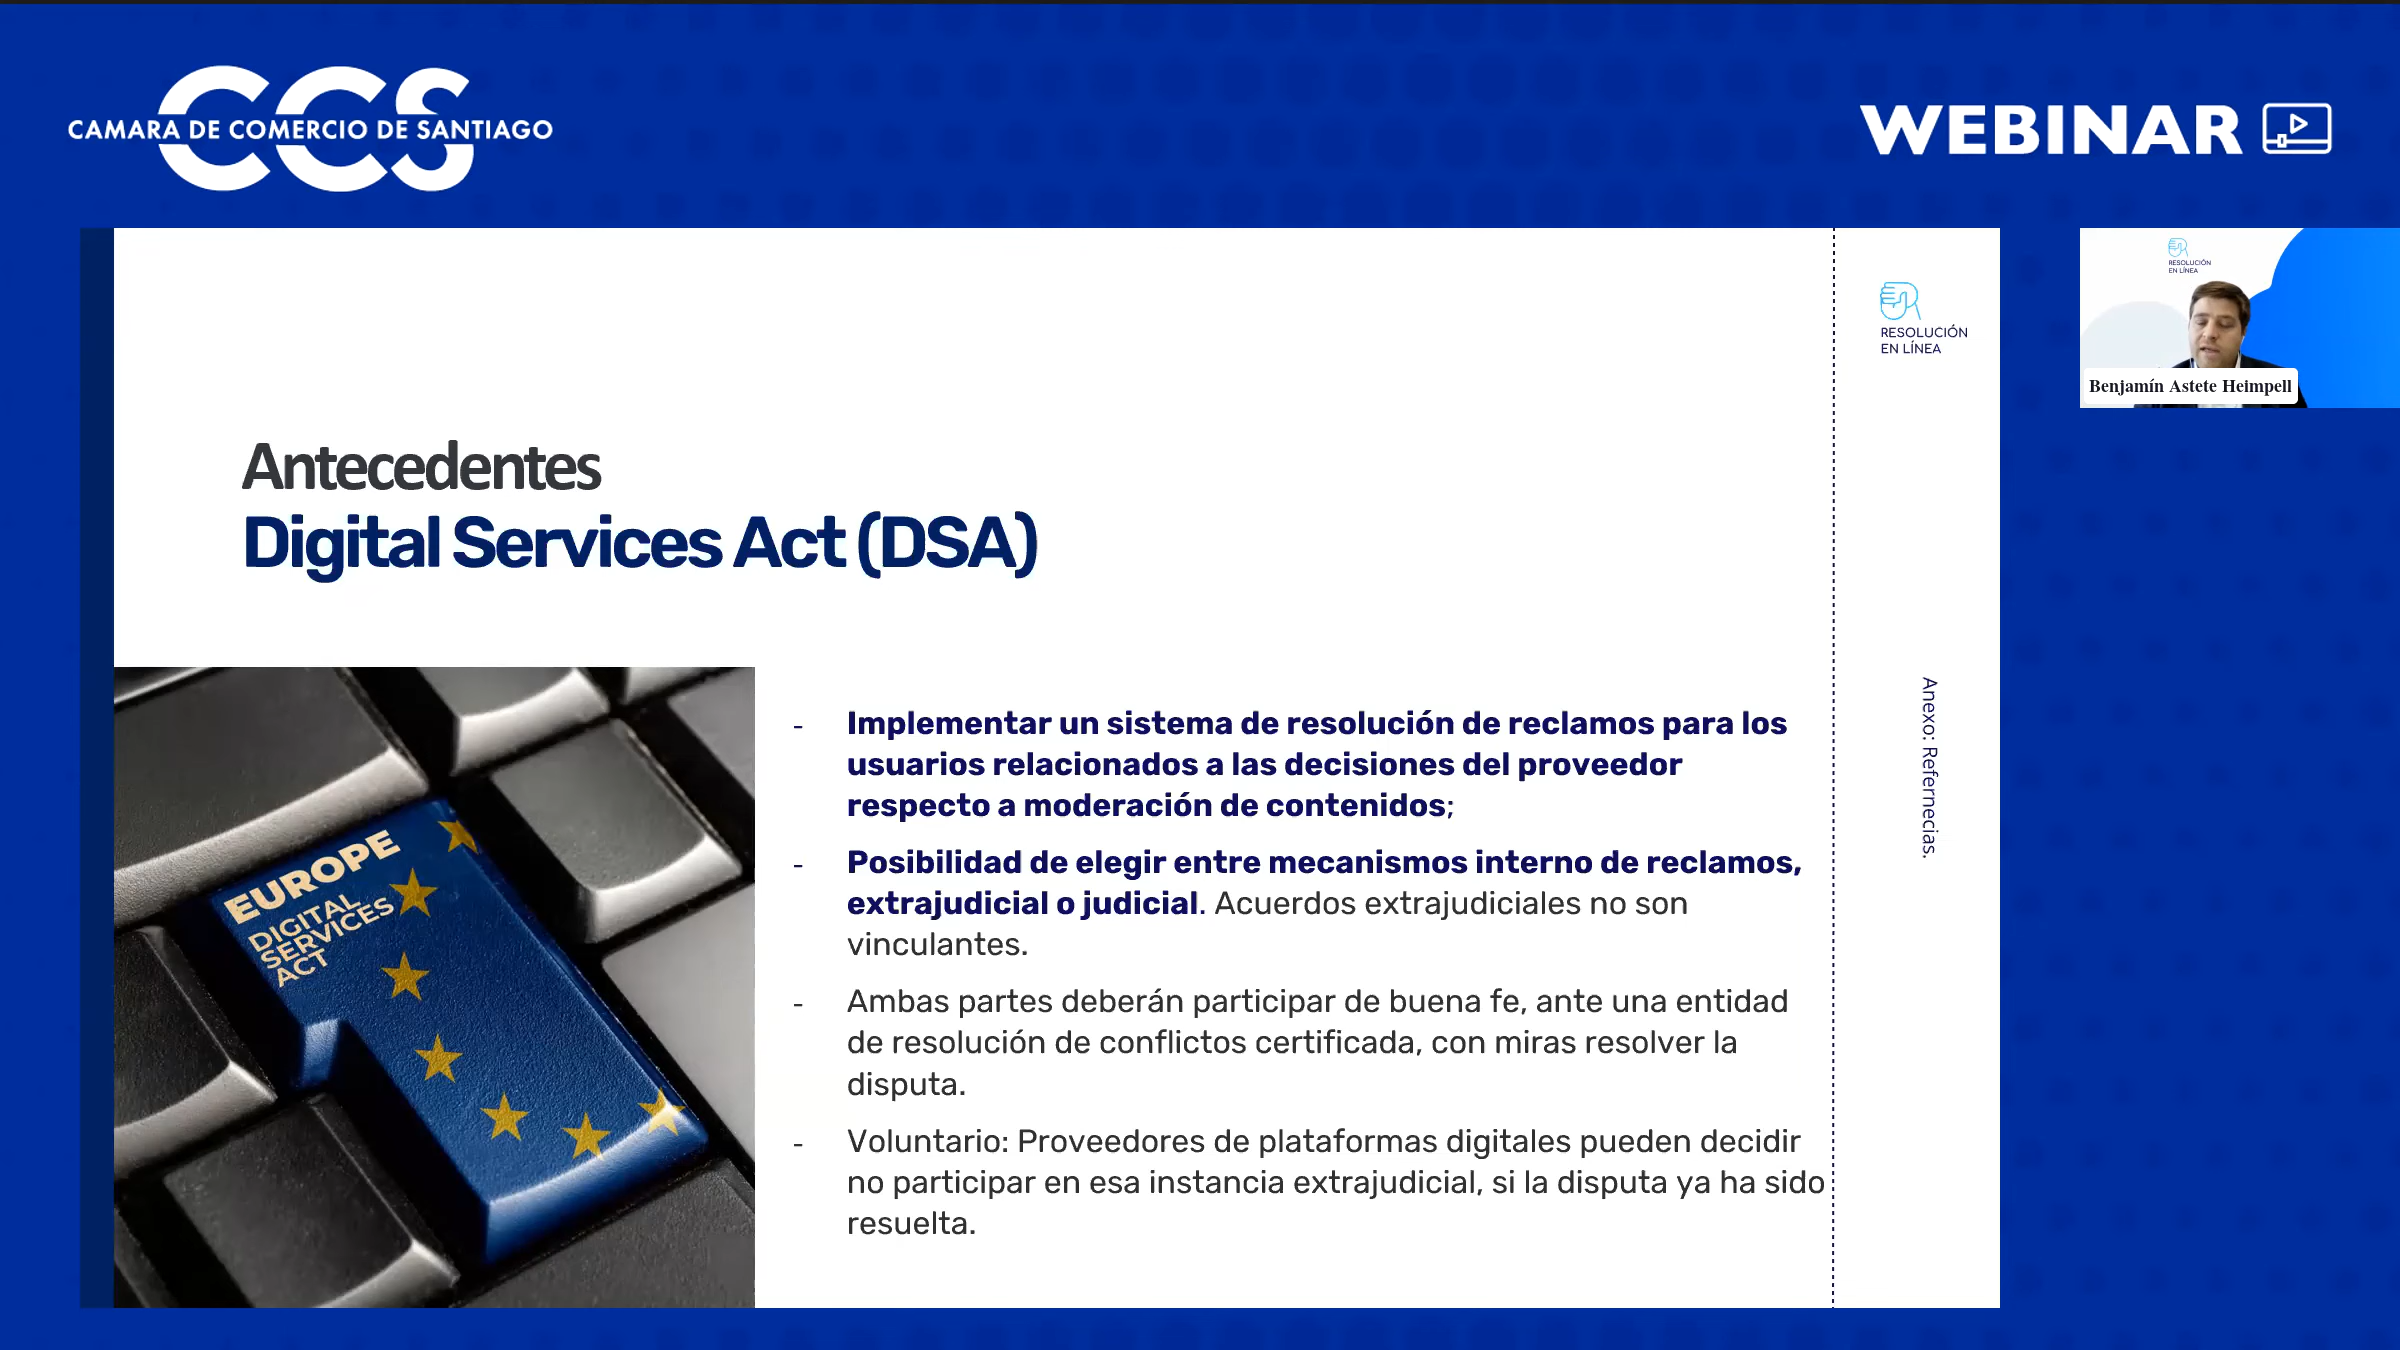 CCS
CAMARA DE COMERCIO DE SANTIAGO
WEBINAR
RESOLUCIÓN
EN LÍNEA
RESOLUCIÓN
EN LÍNEA
Benjamín Astete Heimpell
Antecedentes
Digital Services Act (DSA)
EUROPE
DIGITAL
SERVICES
ACT
- Implementar un sistema de resolución de reclamos para los
usuarios relacionados a las decisiones del proveedor
respecto a moderación de contenidos;
- Posibilidad de elegir entre mecanismos interno de reclamos,
extrajudicial o judicial. Acuerdos extrajudiciales no son
vinculantes.
- Ambas partes deberán participar de buena fe, ante una entidad
de resolución de conflictos certificada, con miras resolver la
disputa.
- Voluntario: Proveedores de plataformas digitales pueden decidir
no participar en esa instancia extrajudicial, si la disputa ya ha sido
resuelta.
Anexo: Refernecias.